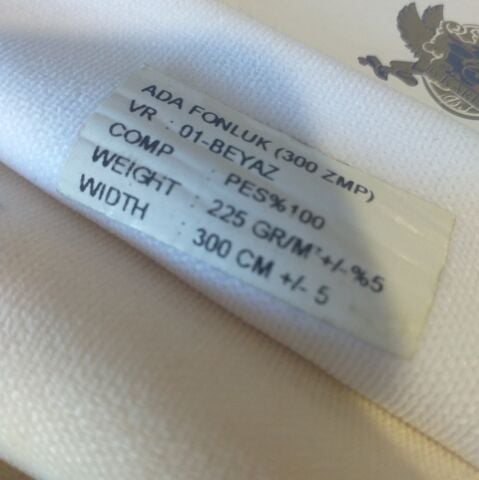 ADA FONLUK (300 ZMP)
VR : 01-BEYAZ
COMP : PES%100
WEIGHT : 225 GR/M²+/-%5
WIDTH : 300 CM +/- 5